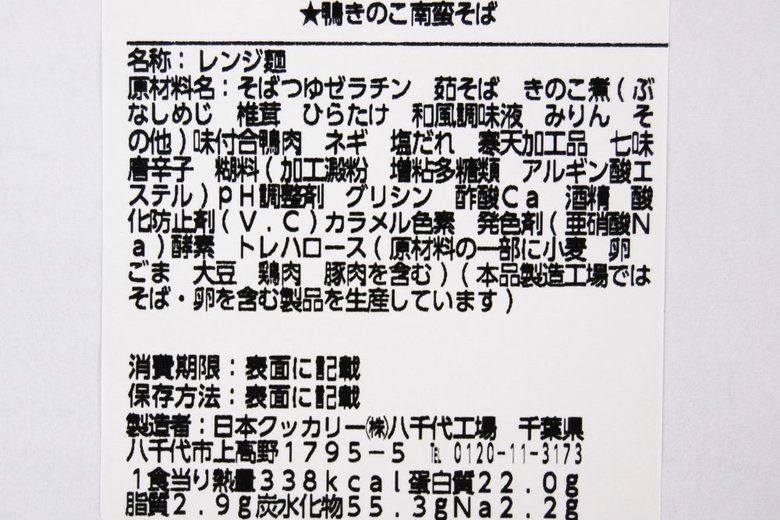 ★鴨きのこ南蛮そば
名称：レンジ麺
原材料名：そばつゆゼラチン　茹そば　きのこ煮（ぶ
なしめじ　椎茸　ひらたけ　和風調味液　みりん　そ
の他）味付合鴨肉　ネギ　塩だれ　寒天加工品　七味
唐辛子　糊料（加工澱粉　増粘多糖類　アルギン酸エ
ステル）ｐＨ調整剤　グリシン　酢酸Ｃａ　酒精　酸
化防止剤（Ｖ．Ｃ）カラメル色素　発色剤（亜硝酸Ｎ
ａ）酵素　トレハロース（原材料の一部に小麦　卵
ごま　大豆　鶏肉　豚肉を含む）（本品製造工場では
そば・卵を含む製品を生産しています）
消費期限：表面に記載
保存方法：表面に記載
製造者：日本クッカリー㈱八千代工場　千葉県
八千代市上高野１７９５－５　℡ 0120-11-3173
１食当り熱量３３８ｋｃａｌ蛋白質２２．０ｇ
脂質２．９ｇ炭水化物５５．３ｇＮａ２．２ｇ